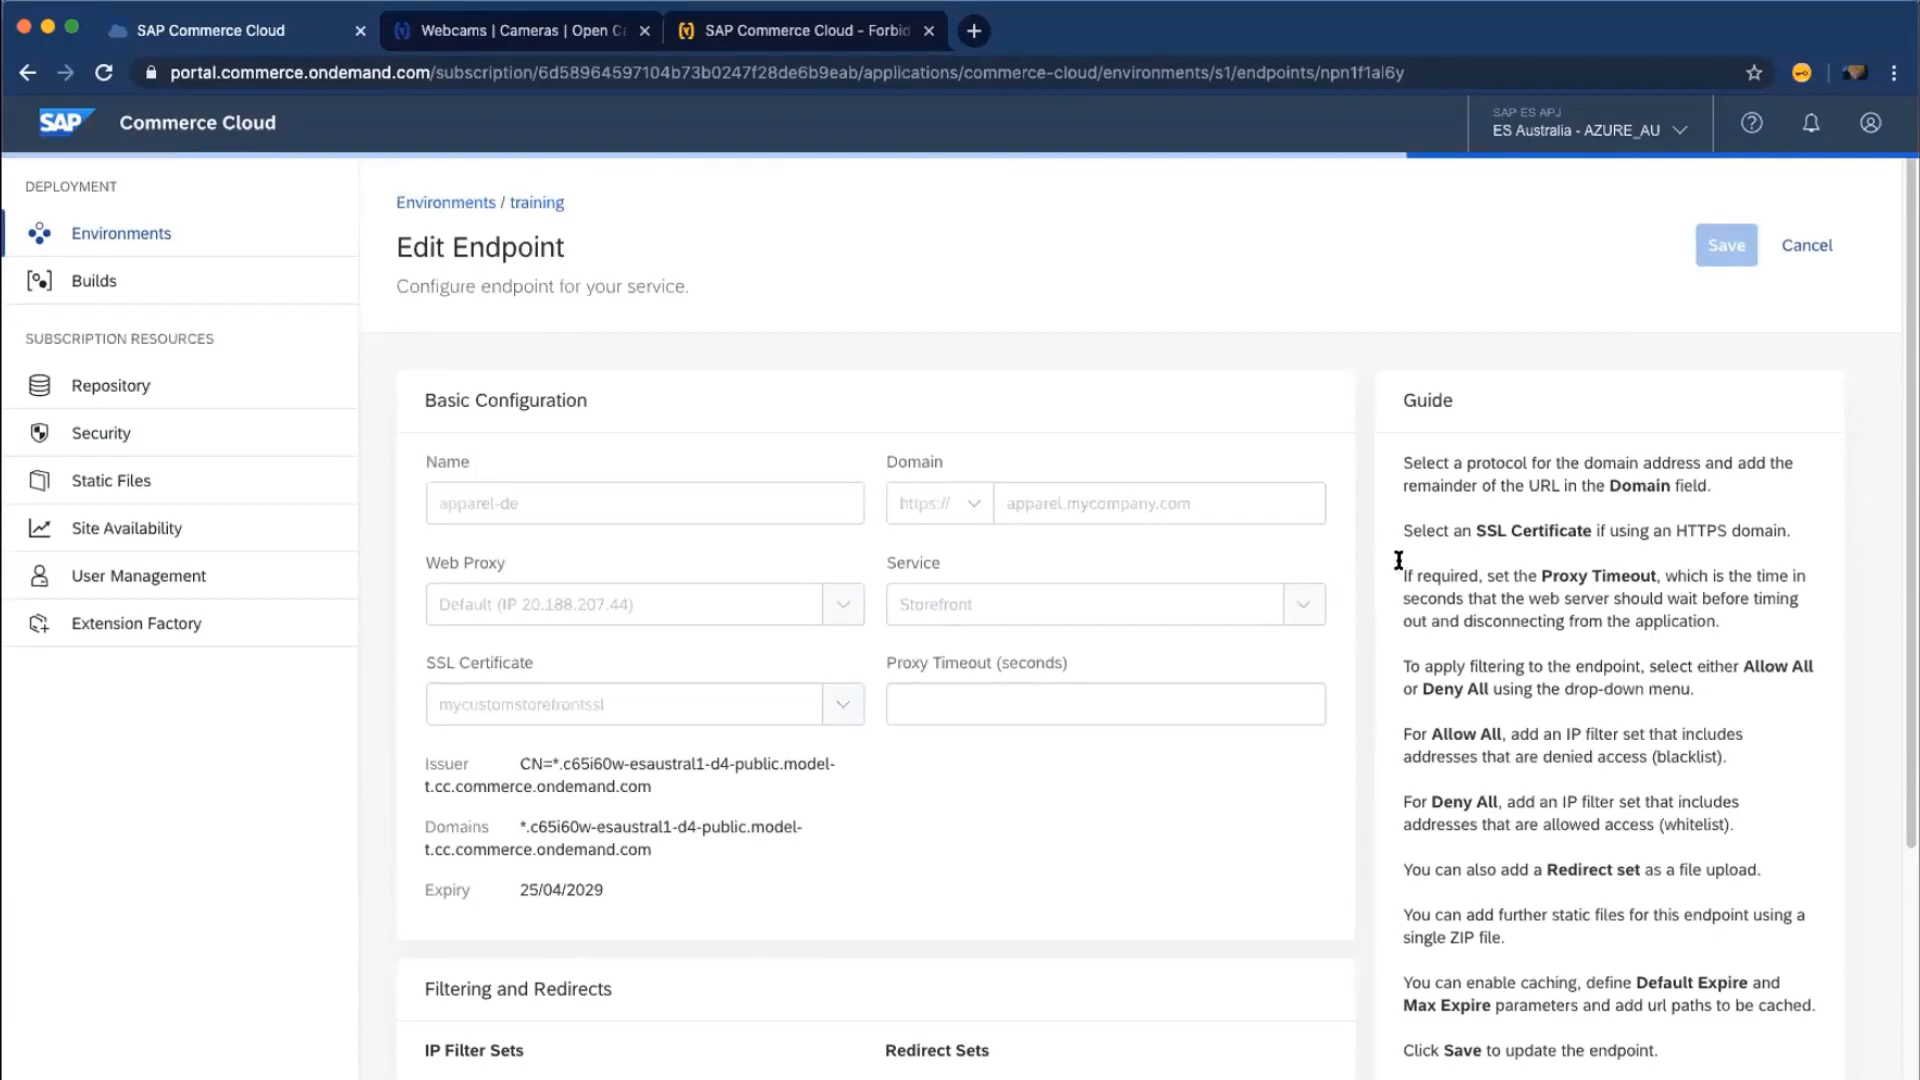 SAP Commerce Cloud
Webcams | Cameras | Open C
SAP Commerce Cloud - Forbid
portal.commerce.ondemand.com/subscription/6d58964597104b73b0247f28de6b9eab/applications/commerce-cloud/environments/s1/endpoints/npn1f1al6y
SAP Commerce Cloud
SAP ES APJ
ES Australia - AZURE_AU
DEPLOYMENT
Environments
Builds
SUBSCRIPTION RESOURCES
Repository
Security
Static Files
Site Availability
User Management
Extension Factory
Environments / training
Edit Endpoint
Configure endpoint for your service.
Save
Cancel
Basic Configuration
Name
apparel-de
Domain
https://
apparel.mycompany.com
Web Proxy
Default (IP 20.188.207.44)
Service
Storefront
SSL Certificate
mycustomstorefrontssl
Proxy Timeout (seconds)
Issuer CN=*.c65i60w-esaustral1-d4-public.model-
t.cc.commerce.ondemand.com
Domains *.c65i60w-esaustral1-d4-public.model-
t.cc.commerce.ondemand.com
Expiry 25/04/2029
Filtering and Redirects
IP Filter Sets
Redirect Sets
Guide
Select a protocol for the domain address and add the
remainder of the URL in the Domain field.
Select an SSL Certificate if using an HTTPS domain.
If required, set the Proxy Timeout, which is the time in
seconds that the web server should wait before timing
out and disconnecting from the application.
To apply filtering to the endpoint, select either Allow All
or Deny All using the drop-down menu.
For Allow All, add an IP filter set that includes
addresses that are denied access (blacklist).
For Deny All, add an IP filter set that includes
addresses that are allowed access (whitelist).
You can also add a Redirect set as a file upload.
You can add further static files for this endpoint using a
single ZIP file.
You can enable caching, define Default Expire and
Max Expire parameters and add url paths to be cached.
Click Save to update the endpoint.